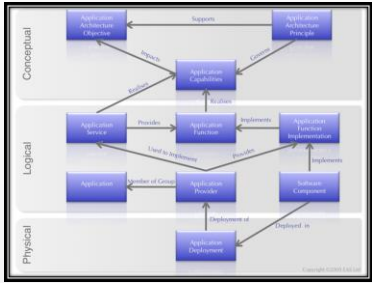 Conceptual
Application
Architecture
Objective
Supports
Application
Architecture
Principle
Impacts
Governs
Application
Capabilities
Realises
Realises
Logical
Application
Service
Provides
Application
Function
Implements
Application
Function
Implementation
Used to implement
Provides
Implements
Application
Member of Group
Application
Provider
Software
Component
Physical
Deployment of
Deployed in
Application
Deployment